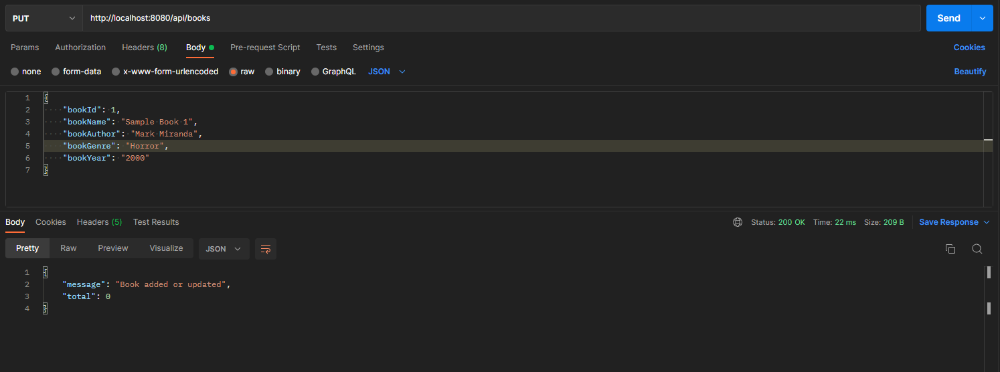 PUT http://localhost:8080/api/books Send
Params Authorization Headers (8) Body Pre-request Script Tests Settings Cookies
none form-data x-www-form-urlencoded raw binary GraphQL JSON Beautify
1 {
2 "bookId": 1,
3 "bookName": "Sample Book 1",
4 "bookAuthor": "Mark Miranda",
5 "bookGenre": "Horror",
6 "bookYear": "2000"
7 }
Body Cookies Headers (5) Test Results Status: 200 OK Time: 22 ms Size: 209 B Save Response
Pretty Raw Preview Visualize JSON
1 {
2 "message": "Book added or updated",
3 "total": 0
4 }